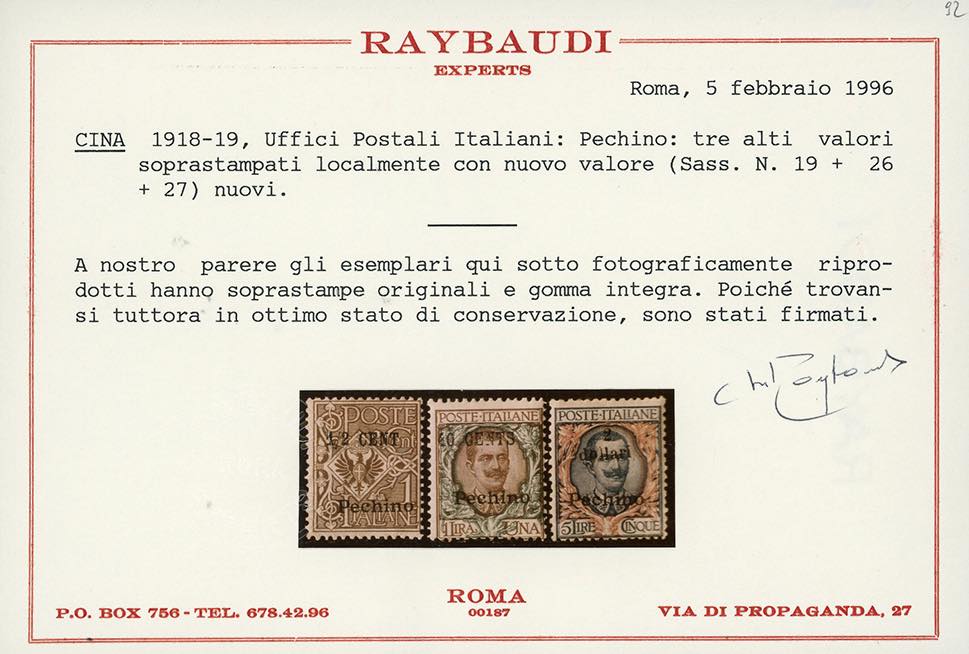 92
RAYBAUDI
EXPERTS
Roma, 5 febbraio 1996
CINA 1918-19, Uffici Postali Italiani: Pechino: tre alti valori
soprastampati localmente con nuovo valore (Sass. N. 19 + 26
+ 27) nuovi.
A nostro parere gli esemplari qui sotto fotograficamente ripro-
dotti hanno soprastampe originali e gomma integra. Poiché trovan-
si tuttora in ottimo stato di conservazione, sono stati firmati.
POSTE
1/2 CENT
Pechino
1
ITALIANE
POSTE·ITALIANE
40 CENTS
Pechino
1 LIRA UNA
POSTE·ITALIANE
2
dollari
Pechino
5 LIRE CINQUE
ROMA
00187
P.O. BOX 756 - TEL. 678.42.96
VIA DI PROPAGANDA, 27